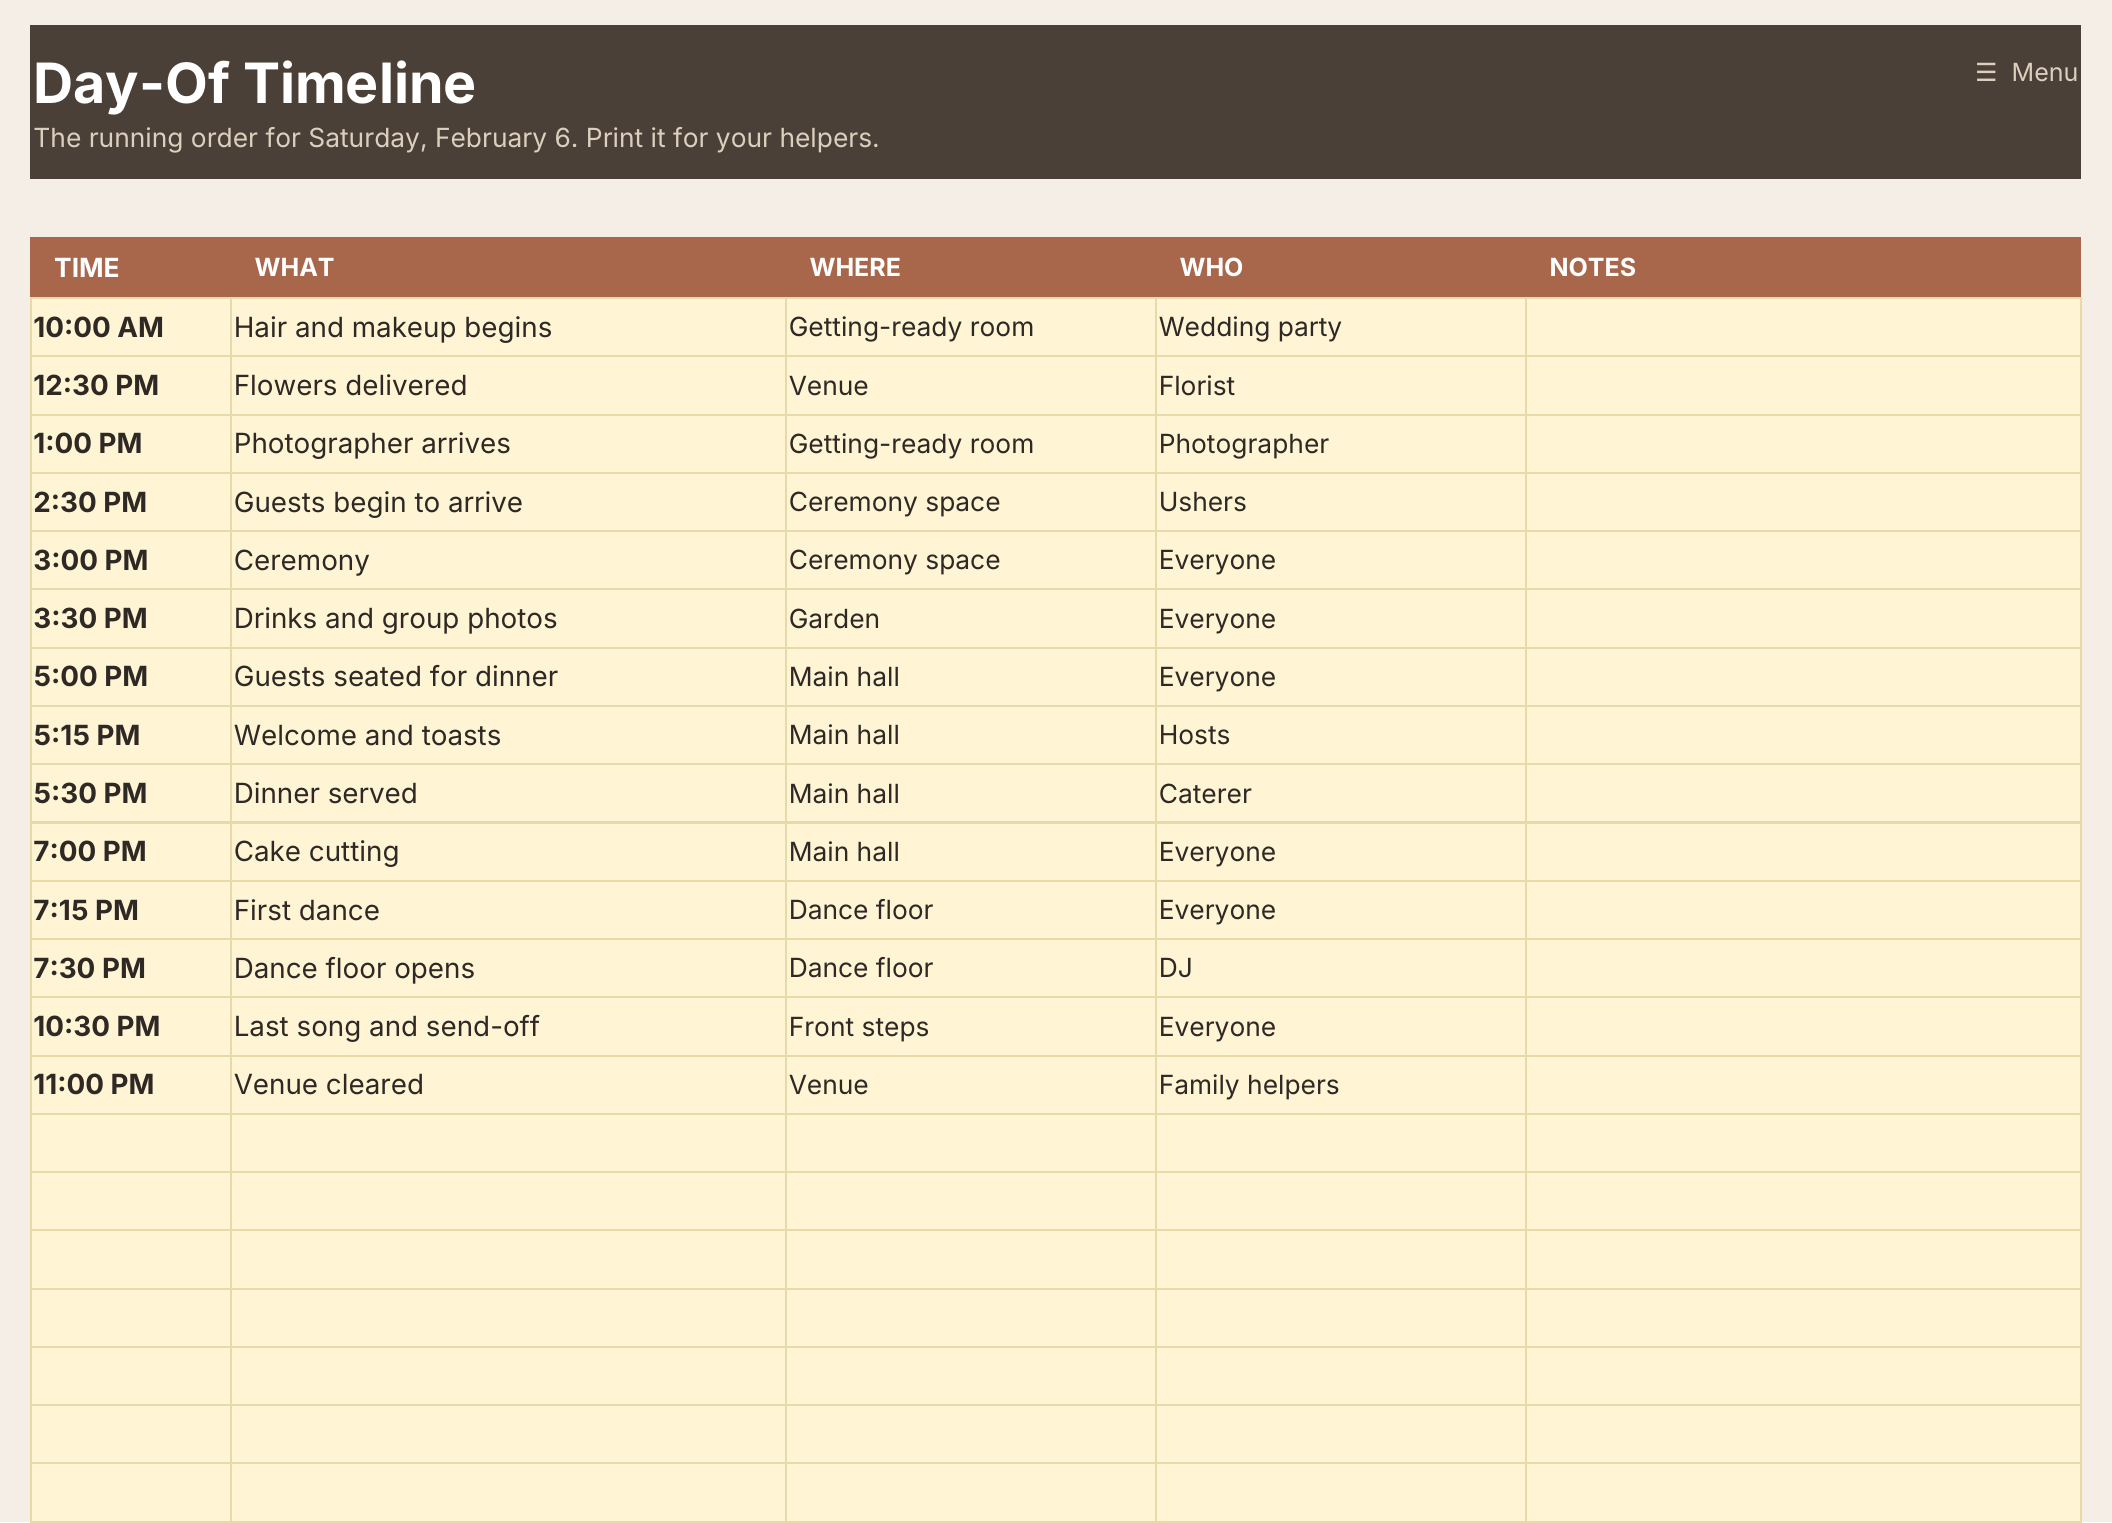 Day-Of Timeline
☰ Menu
The running order for Saturday, February 6. Print it for your helpers.
TIME WHAT WHERE WHO NOTES
10:00 AM Hair and makeup begins Getting-ready room Wedding party
12:30 PM Flowers delivered Venue Florist
1:00 PM Photographer arrives Getting-ready room Photographer
2:30 PM Guests begin to arrive Ceremony space Ushers
3:00 PM Ceremony Ceremony space Everyone
3:30 PM Drinks and group photos Garden Everyone
5:00 PM Guests seated for dinner Main hall Everyone
5:15 PM Welcome and toasts Main hall Hosts
5:30 PM Dinner served Main hall Caterer
7:00 PM Cake cutting Main hall Everyone
7:15 PM First dance Dance floor Everyone
7:30 PM Dance floor opens Dance floor DJ
10:30 PM Last song and send-off Front steps Everyone
11:00 PM Venue cleared Venue Family helpers